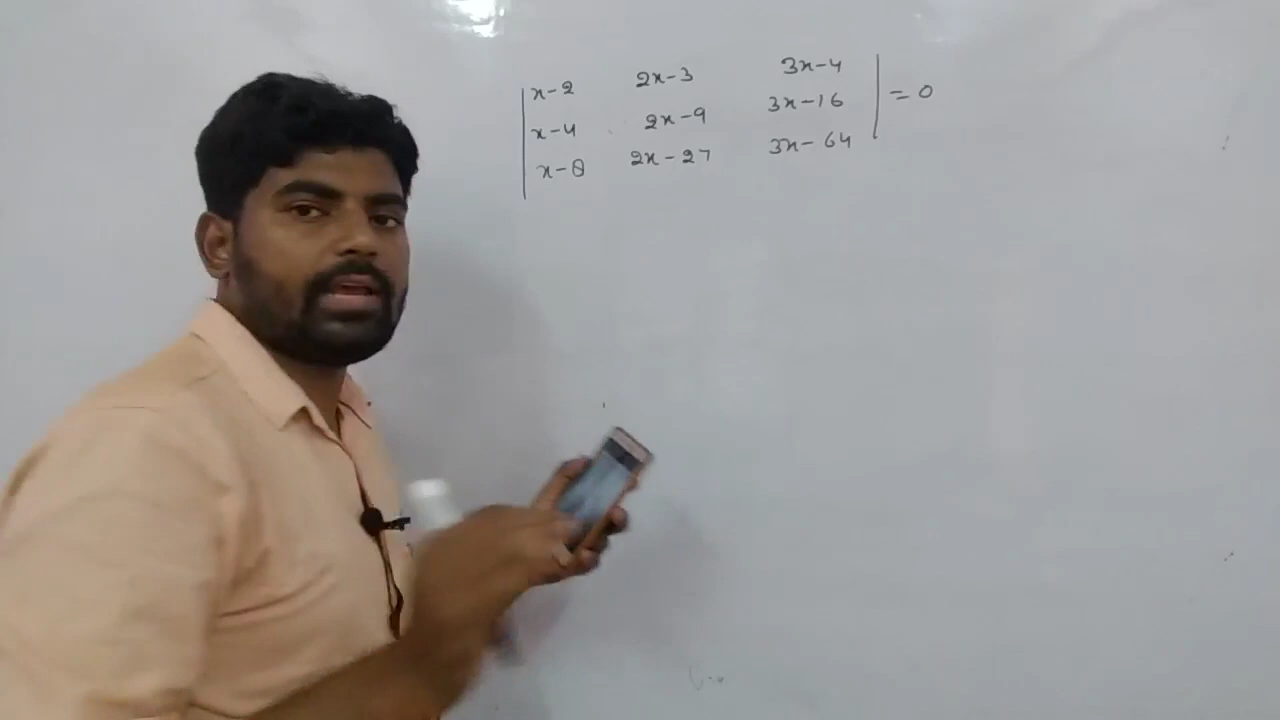 | x-2 2x-3 3x-4 |
| x-4 2x-9 3x-16 | = 0
| x-8 2x-27 3x-64 |